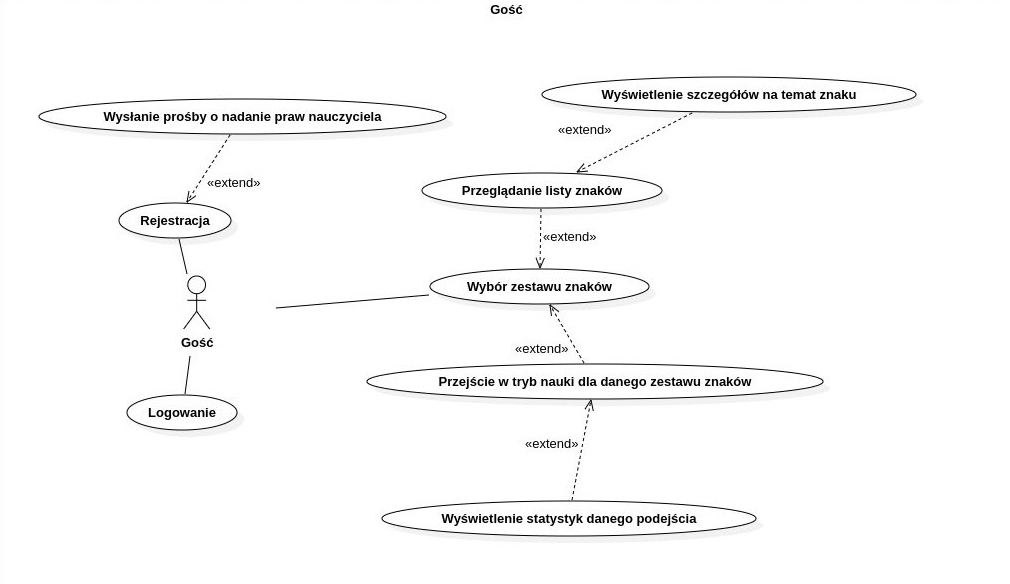 Gość
Wyświetlenie szczegółów na temat znaku
Wysłanie prośby o nadanie praw nauczyciela
«extend»
«extend»
Przeglądanie listy znaków
Rejestracja
«extend»
Wybór zestawu znaków
Gość
«extend»
Przejście w tryb nauki dla danego zestawu znaków
Logowanie
«extend»
Wyświetlenie statystyk danego podejścia